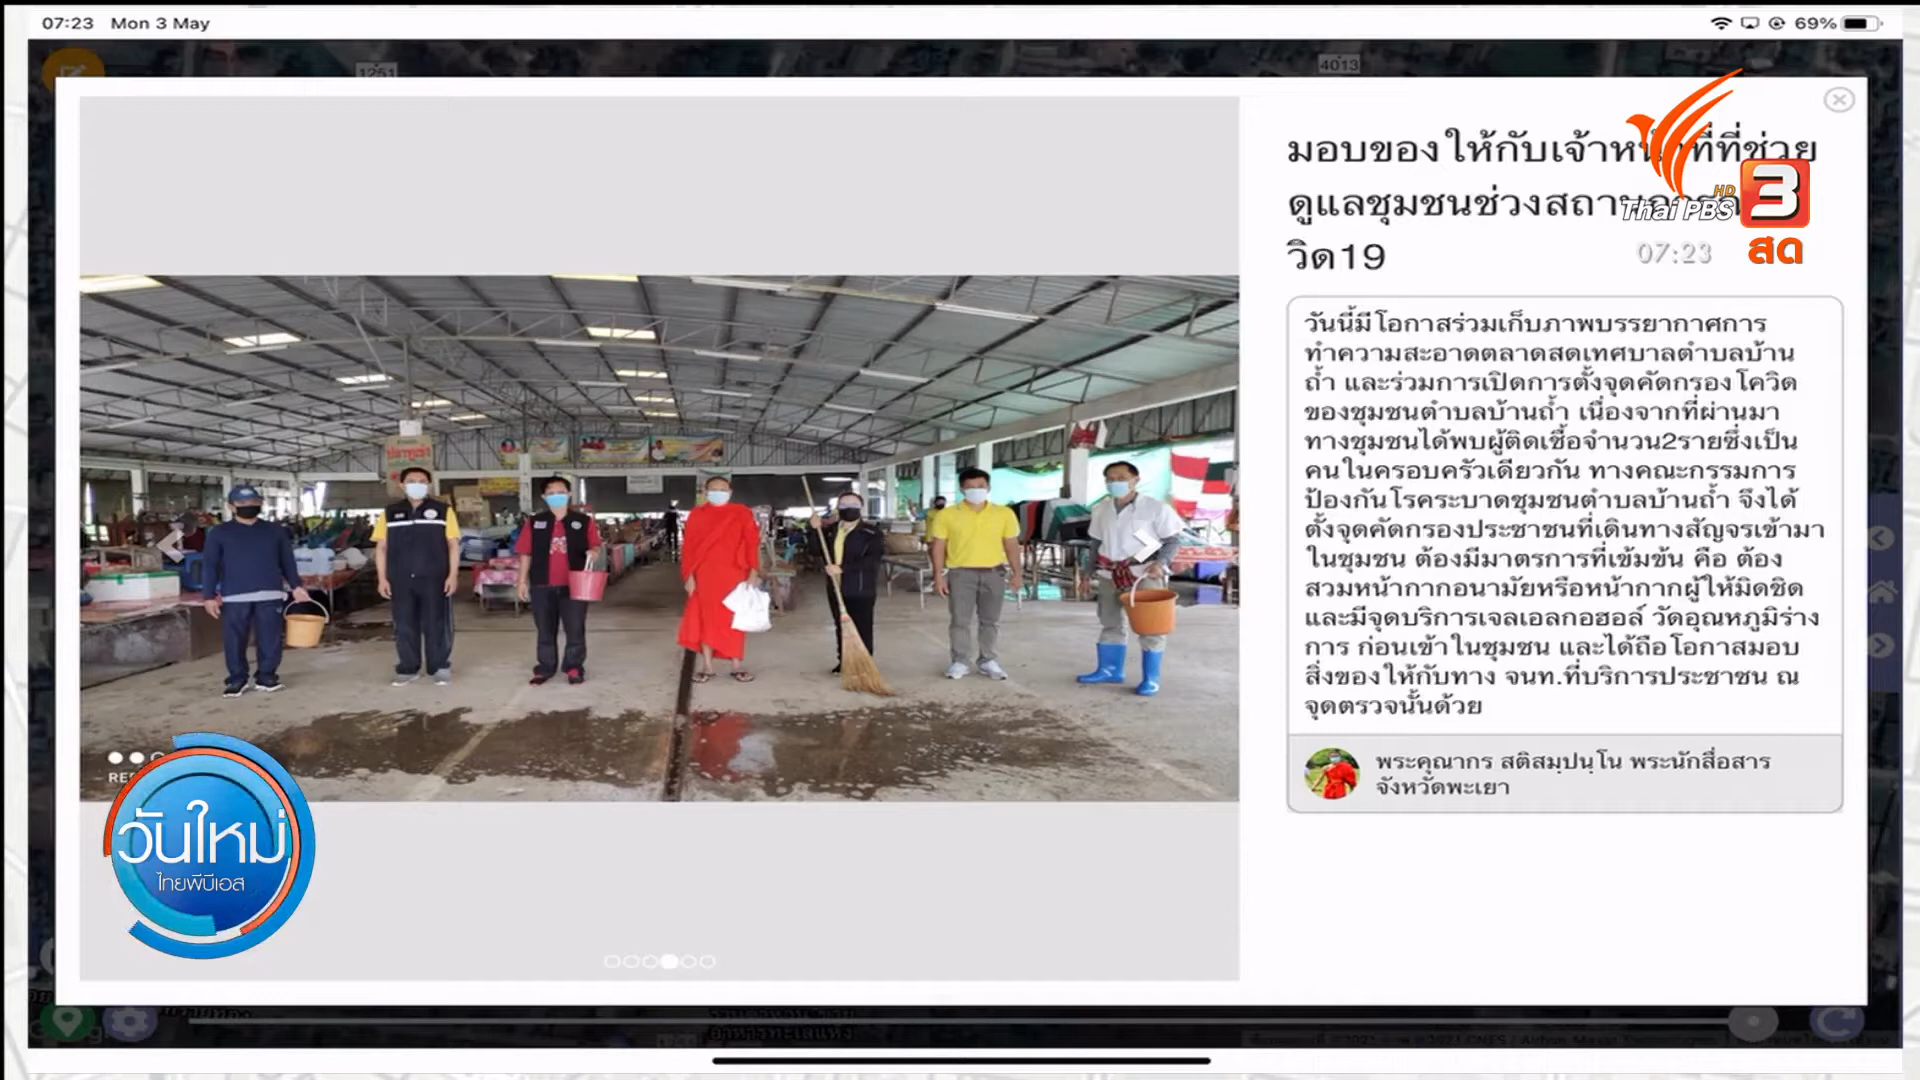 07:23 Mon 3 May
69%
1251
4013
มอบของให้กับเจ้าหน้าที่ที่ช่วย
ดูแลชุมชนช่วงสถาน
วิด19
HD
Thai PBS 3
07:23 สด
วันนี้มีโอกาสร่วมเก็บภาพบรรยากาศการ
ทำความสะอาดตลาดสดเทศบาลตำบลบ้าน
ถ้ำ และร่วมการเปิดการตั้งจุดคัดกรองโควิด
ของชุมชนตำบลบ้านถ้ำ เนื่องจากที่ผ่านมา
ทางชุมชนได้พบผู้ติดเชื้อจำนวน2รายซึ่งเป็น
คนในครอบครัวเดียวกัน ทางคณะกรรมการ
ป้องกันโรคระบาดชุมชนตำบลบ้านถ้ำ จึงได้
ตั้งจุดคัดกรองประชาชนที่เดินทางสัญจรเข้ามา
ในชุมชน ต้องมีมาตรการที่เข้มข้น คือ ต้อง
สวมหน้ากากอนามัยหรือหน้ากากผู้ให้มิดชิด
และมีจุดบริการเจลเอลกอฮอล์ วัดอุณหภูมิร่าง
การ ก่อนเข้าในชุมชน และได้ถือโอกาสมอบ
สิ่งของให้กับทาง จนท.ที่บริการประชาชน ณ
จุดตรวจนั้นด้วย
พระคุณากร สติสมฺปนฺโน พระนักสื่อสาร
จังหวัดพะเยา
วันใหม่
ไทยพีบีเอส